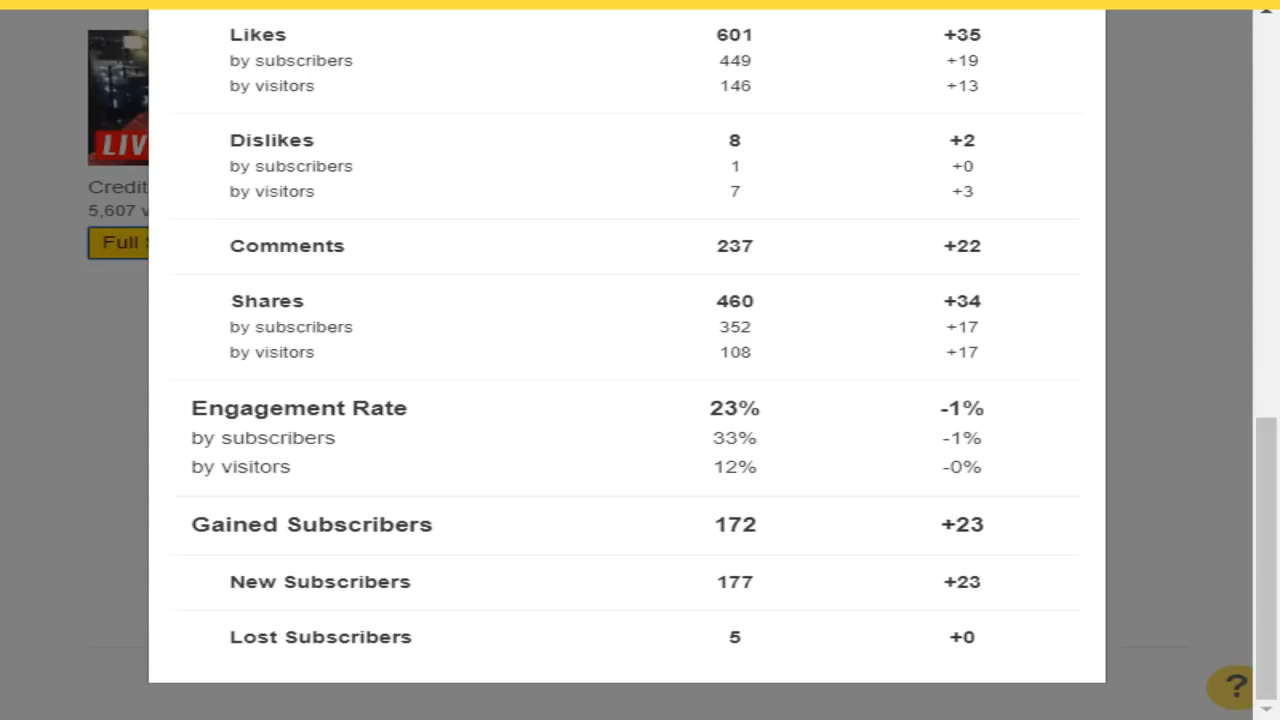 Likes 601 +35
by subscribers 449 +19
by visitors 146 +13
Dislikes 8 +2
by subscribers 1 +0
by visitors 7 +3
Comments 237 +22
Shares 460 +34
by subscribers 352 +17
by visitors 108 +17
Engagement Rate 23% -1%
by subscribers 33% -1%
by visitors 12% -0%
Gained Subscribers 172 +23
New Subscribers 177 +23
Lost Subscribers 5 +0
LIV
Credit
5,607 v
Full
?